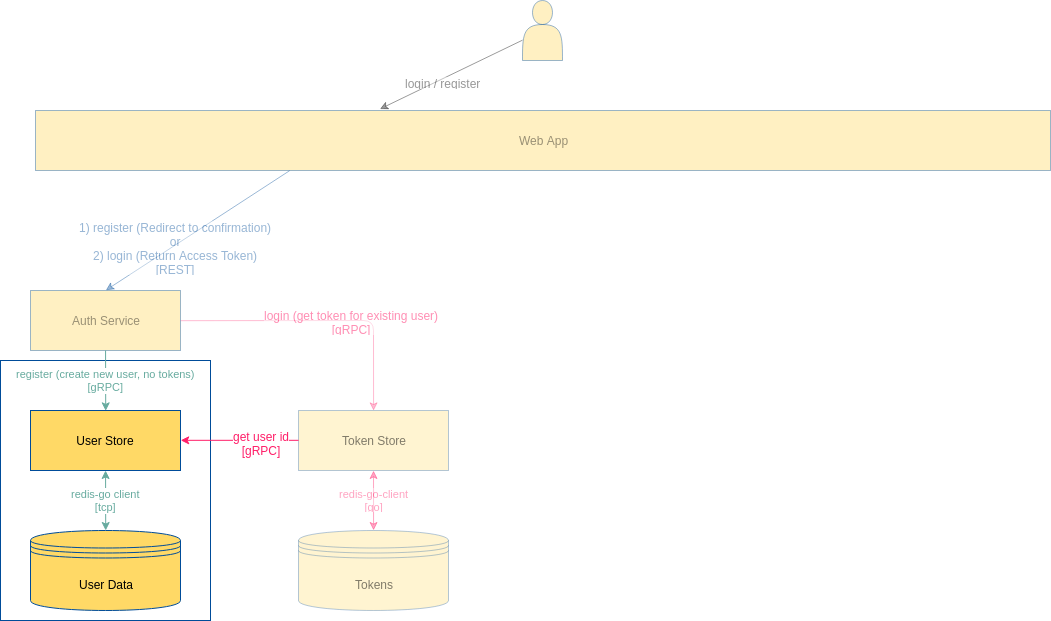 login / register
Web App
1) register (Redirect to confirmation)
or
2) login (Return Access Token)
[REST]
Auth Service
login (get token for existing user)
[gRPC]
register (create new user, no tokens)
[gRPC]
User Store
get user id
[gRPC]
Token Store
redis-go client
[tcp]
redis-go-client
[go]
User Data
Tokens